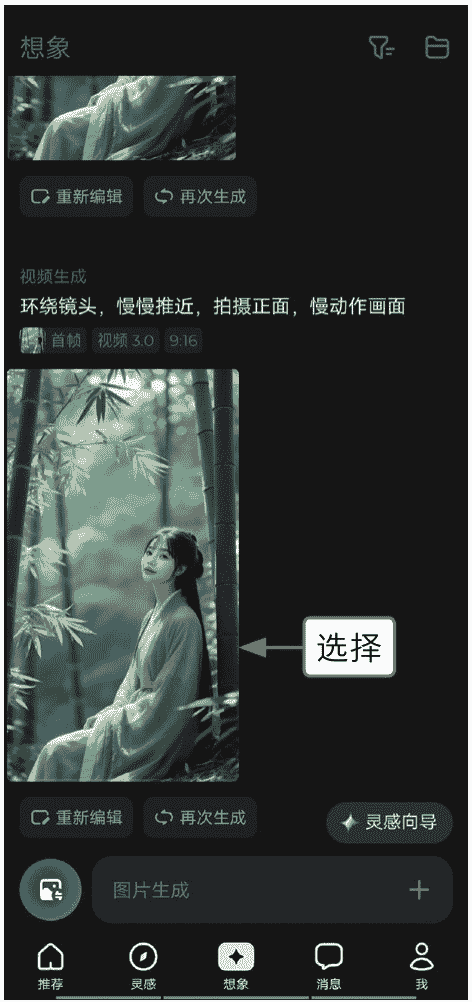 想象
重新编辑
再次生成
视频生成
环绕镜头，慢慢推近，拍摄正面，慢动作画面
首帧 视频 3.0 9:16
选择
重新编辑
再次生成
灵感向导
图片生成
推荐
灵感
想象
消息
我